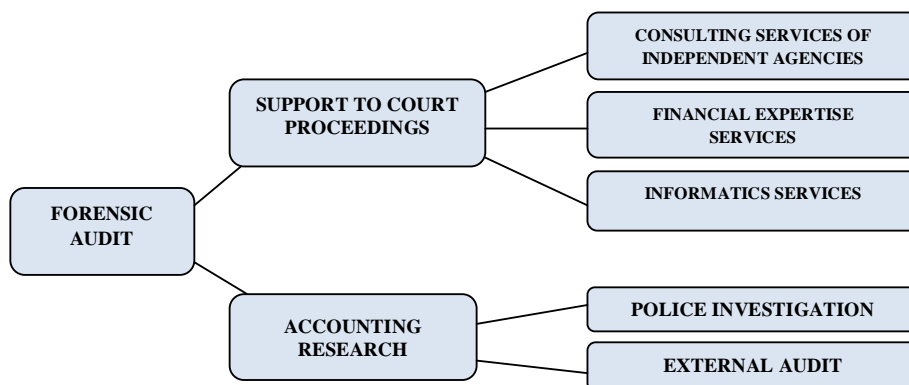 CONSULTING SERVICES OF
INDEPENDENT AGENCIES
SUPPORT TO COURT
PROCEEDINGS
FINANCIAL EXPERTISE
SERVICES
INFORMATICS SERVICES
FORENSIC
AUDIT
ACCOUNTING
RESEARCH
POLICE INVESTIGATION
EXTERNAL AUDIT